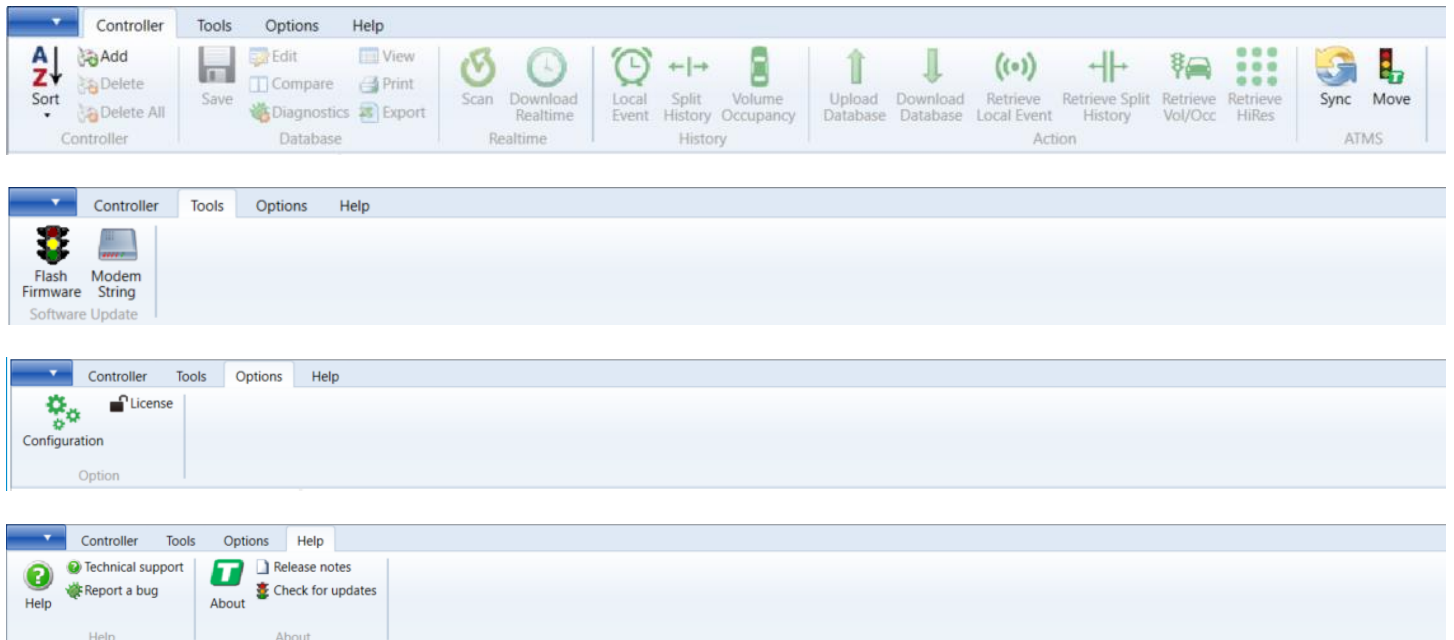 Controller Tools Options Help
A
Z
Sort
Add
Delete
Delete All
Controller
Save
Edit
Compare
Diagnostics
View
Print
Export
Database
Scan
Download
Realtime
Realtime
Local
Event
Split
History
Volume
Occupancy
History
Upload
Database
Download
Database
Retrieve
Local Event
Retrieve Split
History
Retrieve
Vol/Occ
Retrieve
HiRes
Action
Sync
T
Move
ATMS
Controller Tools Options Help
Flash
Firmware
Modem
String
Software Update
Controller Tools Options Help
Configuration
License
Option
Controller Tools Options Help
Help
Technical support
Report a bug
Help
T
About
Release notes
Check for updates
About